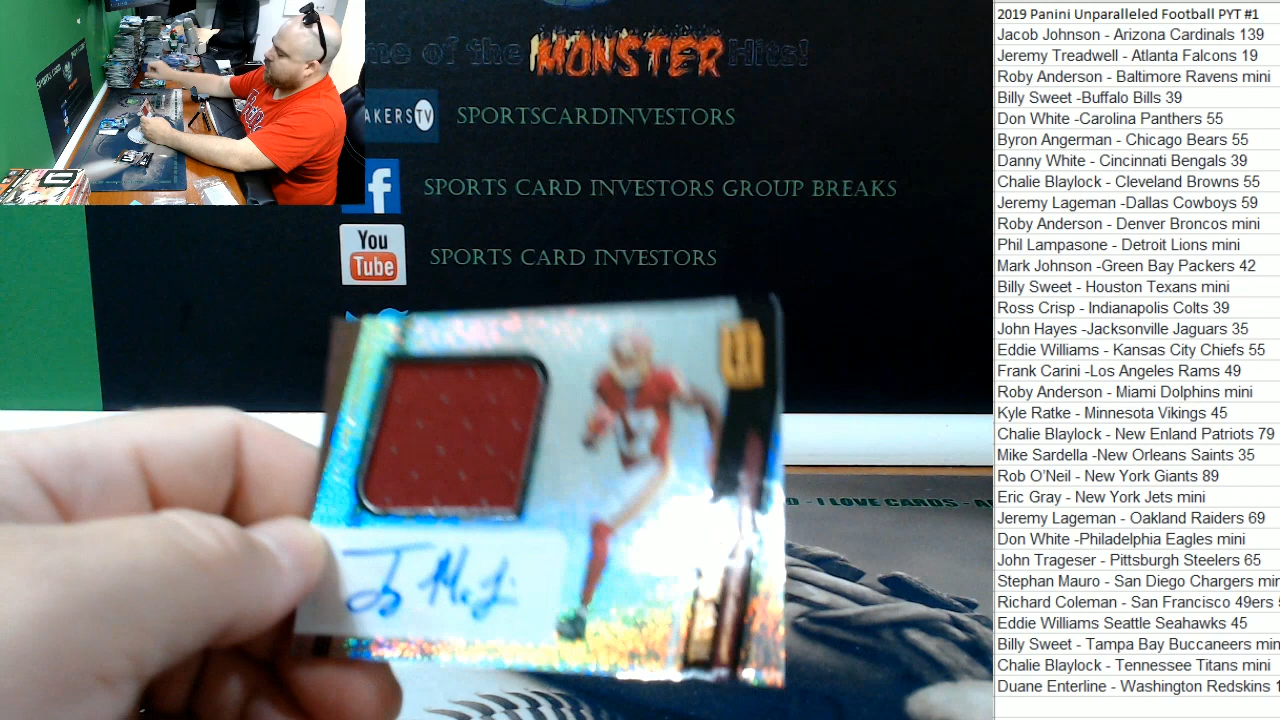 me of the MONSTER Hits!
AKERS TV
SPORTSCARDINVESTORS
f
SPORTS CARD INVESTORS GROUP BREAKS
You
Tube
SPORTS CARD INVESTORS
- I LOVE CARDS -
17
2019 Panini Unparalleled Football PYT #1
Jacob Johnson - Arizona Cardinals 139
Jeremy Treadwell - Atlanta Falcons 19
Roby Anderson - Baltimore Ravens mini
Billy Sweet -Buffalo Bills 39
Don White -Carolina Panthers 55
Byron Angerman - Chicago Bears 55
Danny White - Cincinnati Bengals 39
Chalie Blaylock - Cleveland Browns 55
Jeremy Lageman -Dallas Cowboys 59
Roby Anderson - Denver Broncos mini
Phil Lampasone - Detroit Lions mini
Mark Johnson -Green Bay Packers 42
Billy Sweet - Houston Texans mini
Ross Crisp - Indianapolis Colts 39
John Hayes -Jacksonville Jaguars 35
Eddie Williams - Kansas City Chiefs 55
Frank Carini -Los Angeles Rams 49
Roby Anderson - Miami Dolphins mini
Kyle Ratke - Minnesota Vikings 45
Chalie Blaylock - New Enland Patriots 79
Mike Sardella -New Orleans Saints 35
Rob O'Neil - New York Giants 89
Eric Gray - New York Jets mini
Jeremy Lageman - Oakland Raiders 69
Don White -Philadelphia Eagles mini
John Trageser - Pittsburgh Steelers 65
Stephan Mauro - San Diego Chargers min
Richard Coleman - San Francisco 49ers
Eddie Williams Seattle Seahawks 45
Billy Sweet - Tampa Bay Buccaneers min
Chalie Blaylock - Tennessee Titans mini
Duane Enterline - Washington Redskins 1